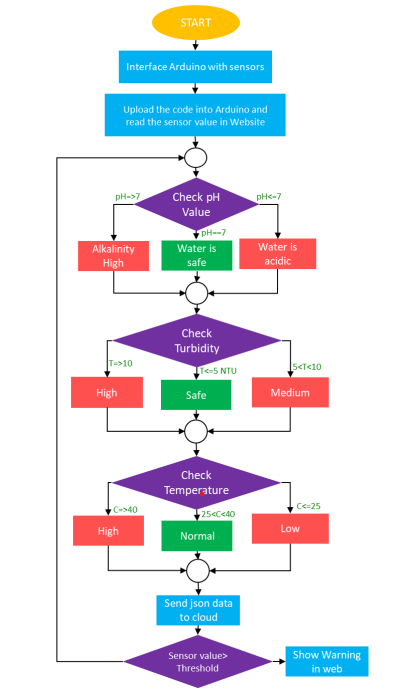 START
Interface Arduino with sensors
Upload the code into Arduino and
read the sensor value in Website
Check pH
Value
pH=>7
pH<=7
pH==7
Alkalinity
High
Water is
safe
Water is
acidic
Check
Turbidity
T=>10
T<=5 NTU
5<T<10
High
Safe
Medium
Check
Temperature
C=>40
25<C<40
C<=25
High
Normal
Low
Send json data
to cloud
Sensor value>
Threshold
Show Warning
in web